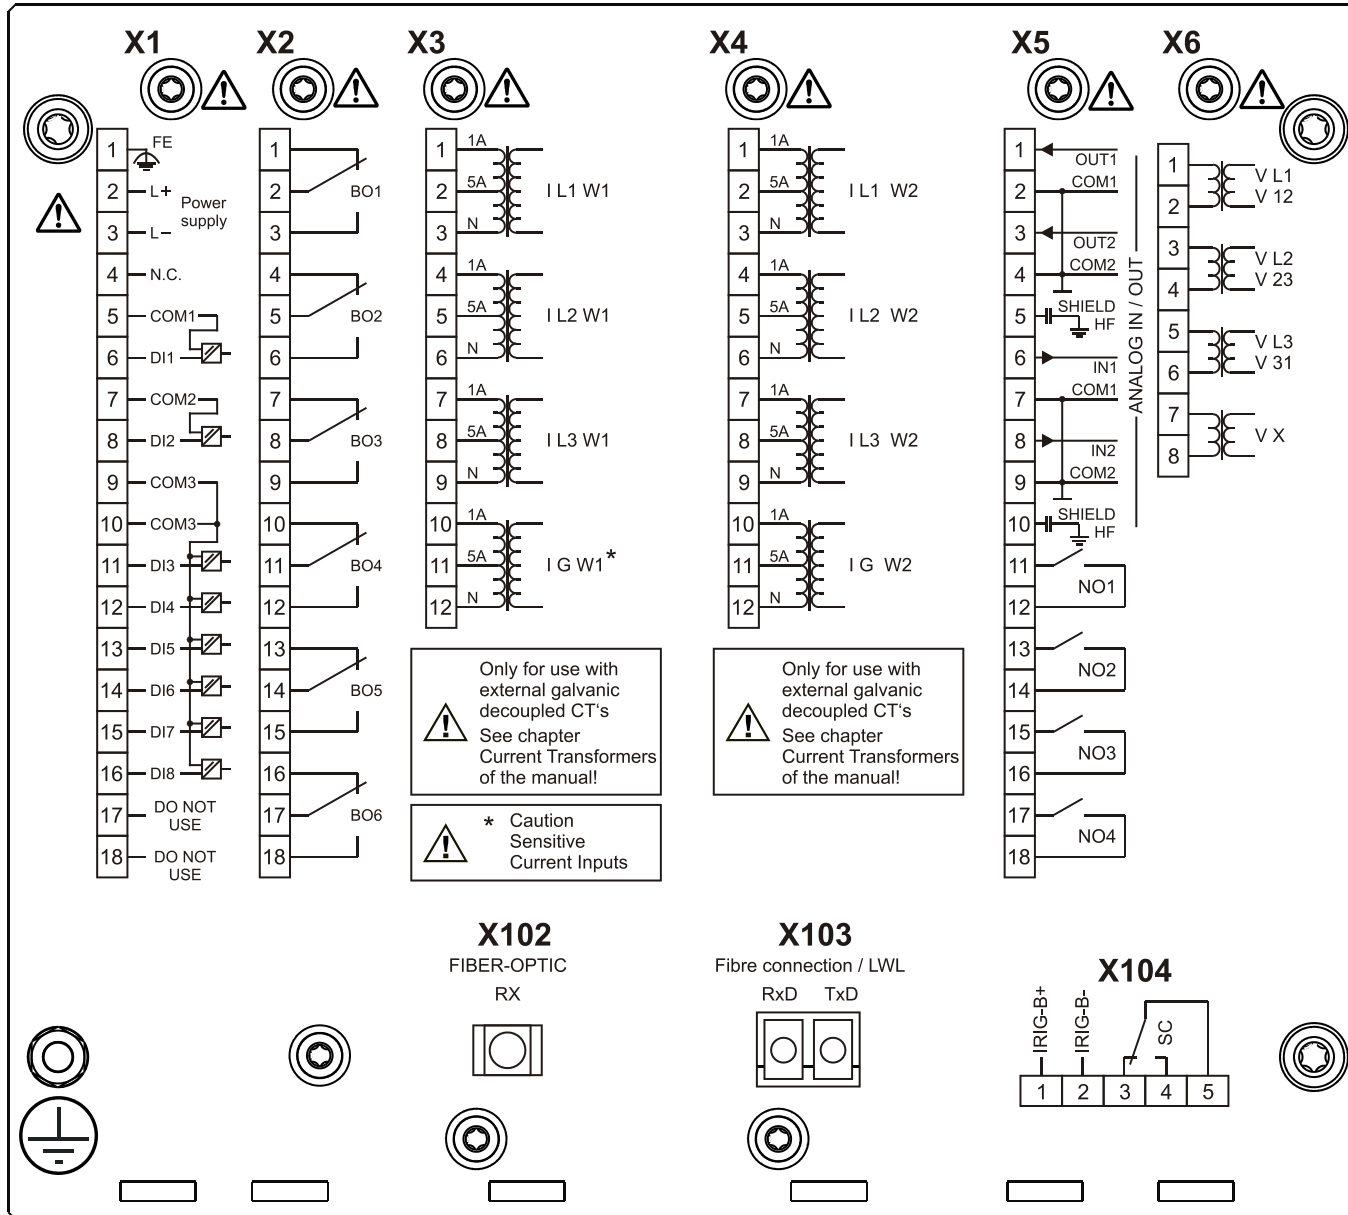 X1 X2 X3 X4 X5 X6
1 FE
2 L+
3 L−
Power
supply
4 N.C.
5 COM1
6 DI1
7 COM2
8 DI2
9 COM3
10 COM3
11 DI3
12 DI4
13 DI5
14 DI6
15 DI7
16 DI8
17 DO NOT
USE
18 DO NOT
USE
1
2 BO1
3
4
5 BO2
6
7
8 BO3
9
10
11 BO4
12
13
14 BO5
15
16
17 BO6
18
1 1A
2 5A I L1 W1
3 N
4 1A
5 5A I L2 W1
6 N
7 1A
8 5A I L3 W1
9 N
10 1A
11 5A I G W1*
12 N
Only for use with
external galvanic
decoupled CT's
See chapter
Current Transformers
of the manual!
* Caution
Sensitive
Current Inputs
1 1A
2 5A I L1 W2
3 N
4 1A
5 5A I L2 W2
6 N
7 1A
8 5A I L3 W2
9 N
10 1A
11 5A I G W2
12 N
Only for use with
external galvanic
decoupled CT's
See chapter
Current Transformers
of the manual!
1 OUT1
2 COM1
3 OUT2
4 COM2
5 SHIELD
HF
6 IN1
7 COM1
8 IN2
9 COM2
10 SHIELD
HF
ANALOG IN / OUT
11
NO1
12
13
NO2
14
15
NO3
16
17
NO4
18
1 V L1
2 V 12
3 V L2
4 V 23
5 V L3
6 V 31
7
V X
8
X102
FIBER-OPTIC
RX
X103
Fibre connection / LWL
RxD TxD
X104
IRIG-B+
IRIG-B-
SC
1 2 3 4 5